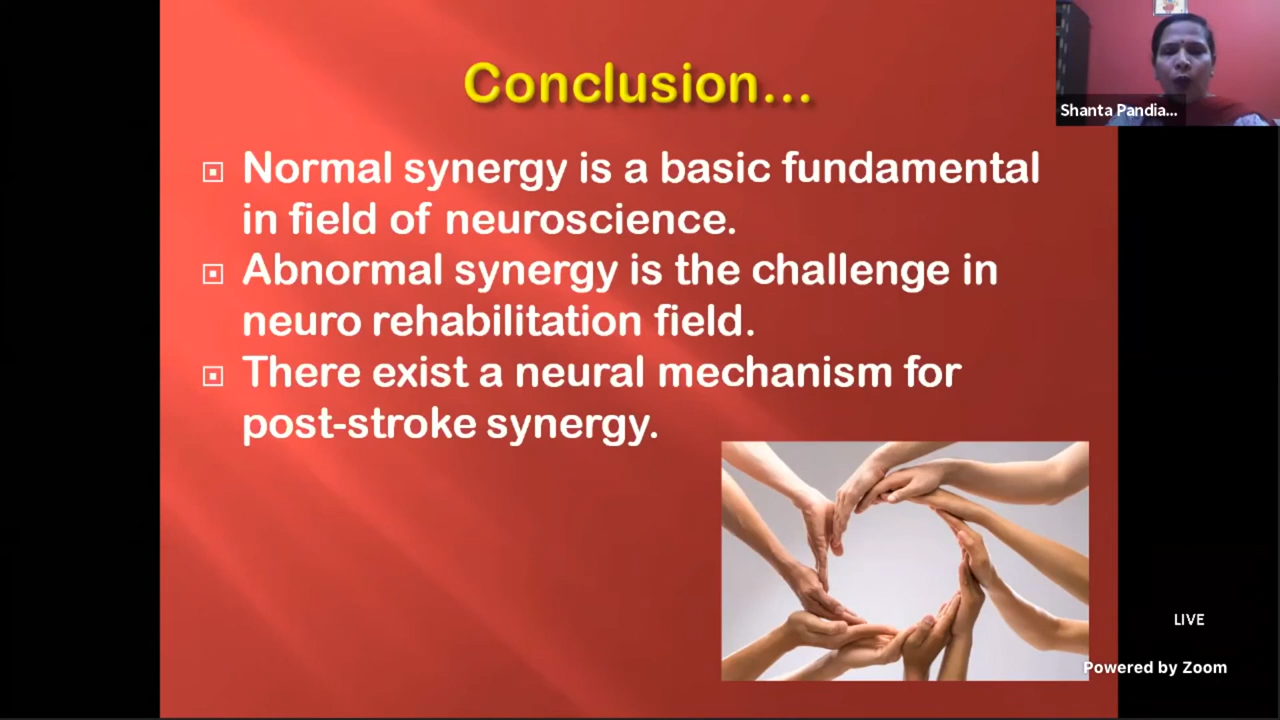 Conclusion...
Shanta Pandia...
Normal synergy is a basic fundamental
in field of neuroscience.
Abnormal synergy is the challenge in
neuro rehabilitation field.
There exist a neural mechanism for
post-stroke synergy.
LIVE
Powered by Zoom